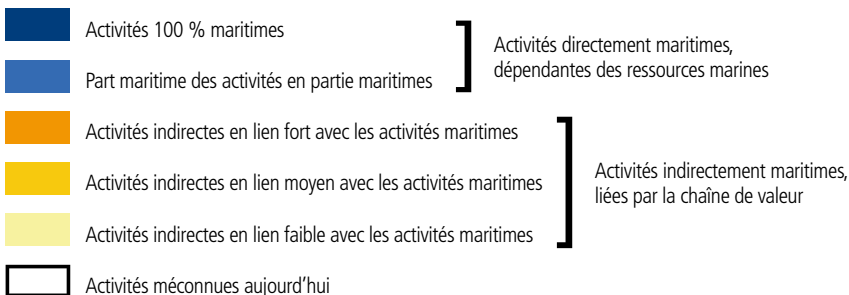 Activités 100 % maritimes
Part maritime des activités en partie maritimes
Activités directement maritimes,
dépendantes des ressources marines
Activités indirectes en lien fort avec les activités maritimes
Activités indirectes en lien moyen avec les activités maritimes
Activités indirectes en lien faible avec les activités maritimes
Activités indirectement maritimes,
liées par la chaîne de valeur
Activités méconnues aujourd’hui